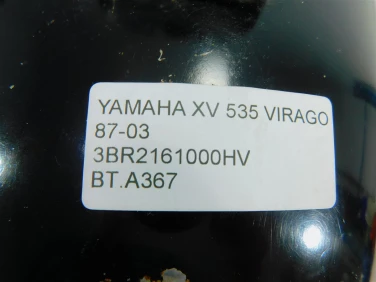 YAMAHA XV 535 VIRAGO
87-03
3BR2161000HV
BT.A367